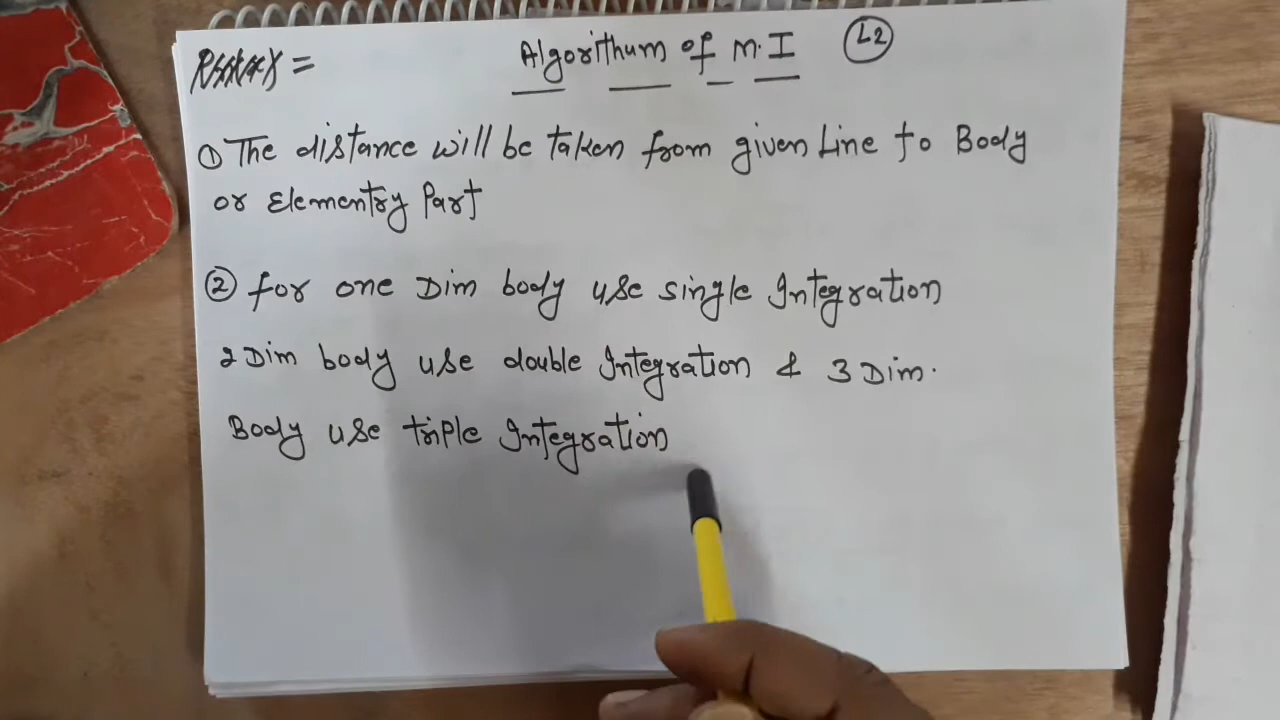 Algorithum of M.I L2
① The distance will be taken from given Line to Body
or Elementry Part
② for one Dim body use single Integration
2 Dim body use double Integration & 3 Dim.
Body use triple Integration